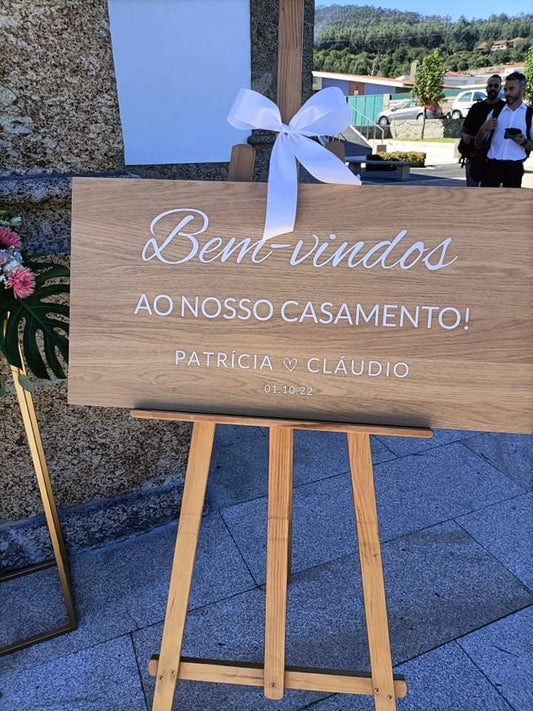 Bem-vindos
AO NOSSO CASAMENTO!
PATRÍCIA ♡ CLÁUDIO
01.10.22